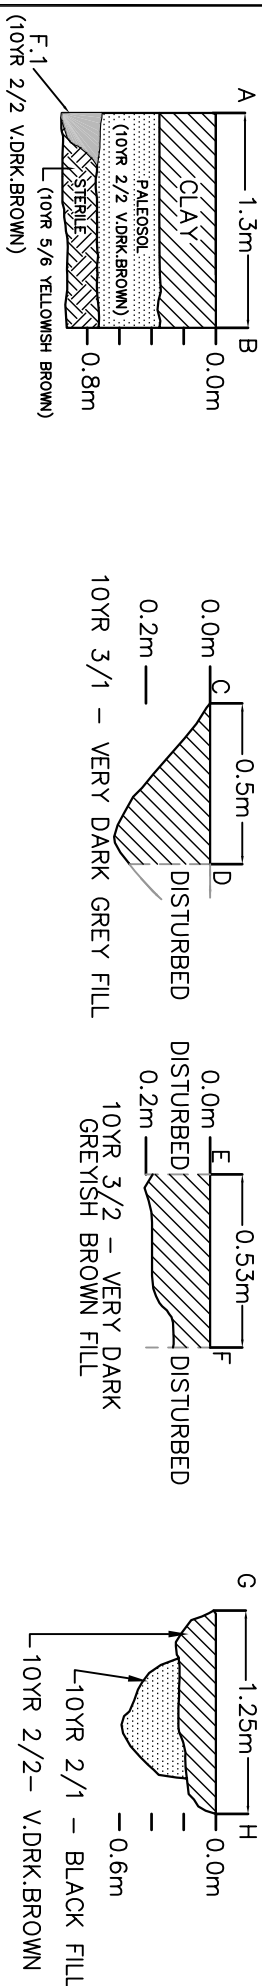 A
1.3m
B
0.0m
CLAY
PALEOSOL
(10YR 2/2 V.DRK.BROWN)
STERILE
0.8m
(10YR 5/6 YELLOWISH BROWN)
F.1
(10YR 2/2 V.DRK.BROWN)
0.5m
C
D
0.0m
0.2m
DISTURBED
10YR 3/1 – VERY DARK GREY FILL
0.53m
E
F
0.0m
0.2m
DISTURBED
DISTURBED
10YR 3/2 – VERY DARK
GREYISH BROWN FILL
G
1.25m
H
0.0m
0.6m
10YR 2/1 – BLACK FILL
10YR 2/2– V.DRK.BROWN